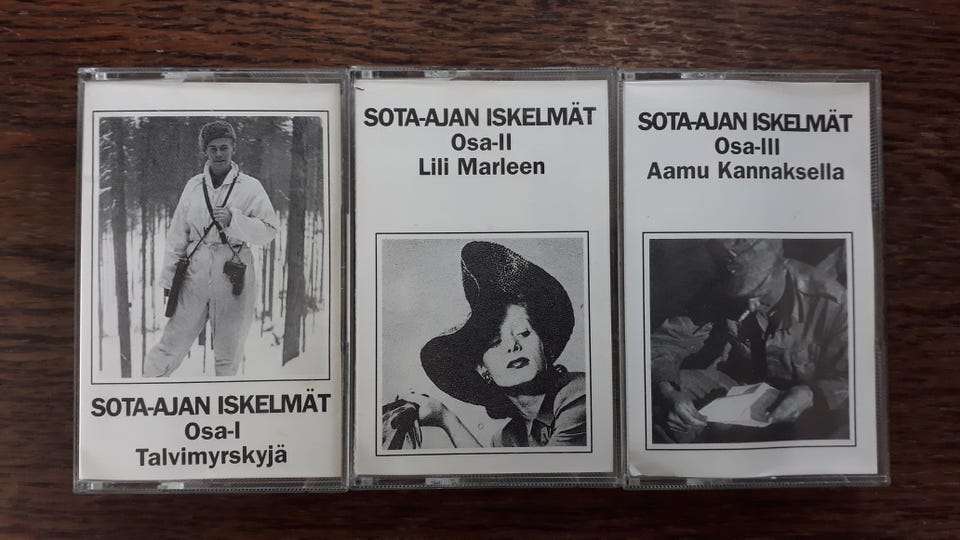 SOTA-AJAN ISKELMÄT
Osa-I
Talvimyrskyjä
SOTA-AJAN ISKELMÄT
Osa-II
Lili Marleen
SOTA-AJAN ISKELMÄT
Osa-III
Aamu Kannaksella